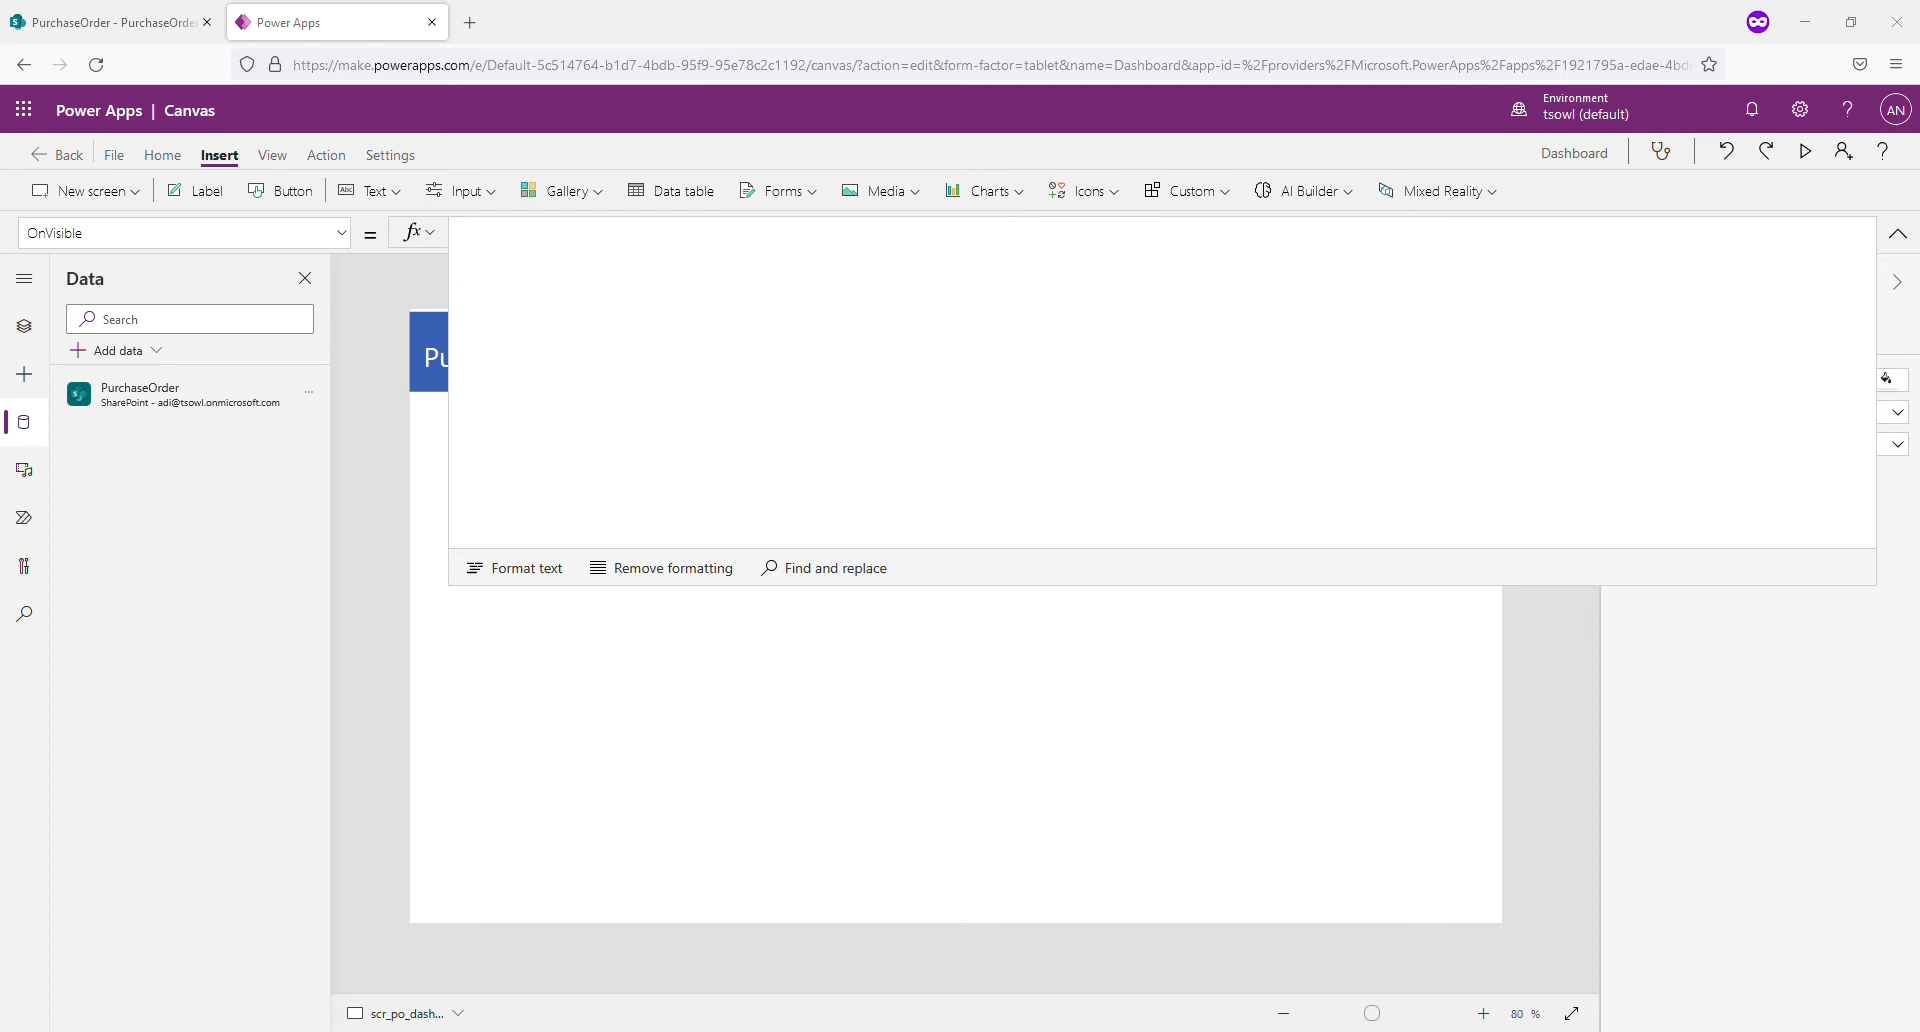 PurchaseOrder - PurchaseOrder
Power Apps
https://make.powerapps.com/e/Default-5c514764-b1d7-4bdb-95f9-95e78c2c1192/canvas/?action=edit&form-factor=tablet&name=Dashboard&app-id=%2Fproviders%2FMicrosoft.PowerApps%2Fapps%2F1921795a-edae-4bd
Power Apps | Canvas
Environment
tsowl (default)
AN
Back File Home Insert View Action Settings
Dashboard
New screen Label Button Text Input Gallery Data table Forms Media Charts Icons Custom AI Builder Mixed Reality
OnVisible = fx
Data
Search
Add data
PurchaseOrder
SharePoint - adi@tsowl.onmicrosoft.com
Pu
Format text Remove formatting Find and replace
scr_po_dash...
80 %